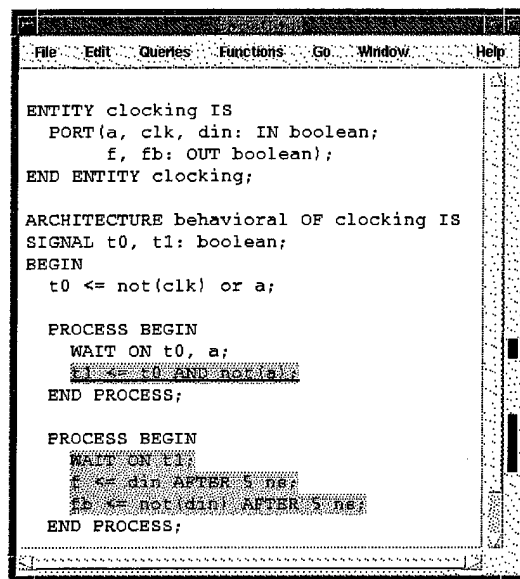 File Edit Queries Functions Go Window Help
ENTITY clocking IS
PORT(a, clk, din: IN boolean;
f, fb: OUT boolean);
END ENTITY clocking;
ARCHITECTURE behavioral OF clocking IS
SIGNAL t0, t1: boolean;
BEGIN
t0 <= not(clk) or a;
PROCESS BEGIN
WAIT ON t0, a;
t1 <= t0 AND not(a);
END PROCESS;
PROCESS BEGIN
WAIT ON t1;
f <= din AFTER 5 ns;
fb <= not(din) AFTER 5 ns;
END PROCESS;